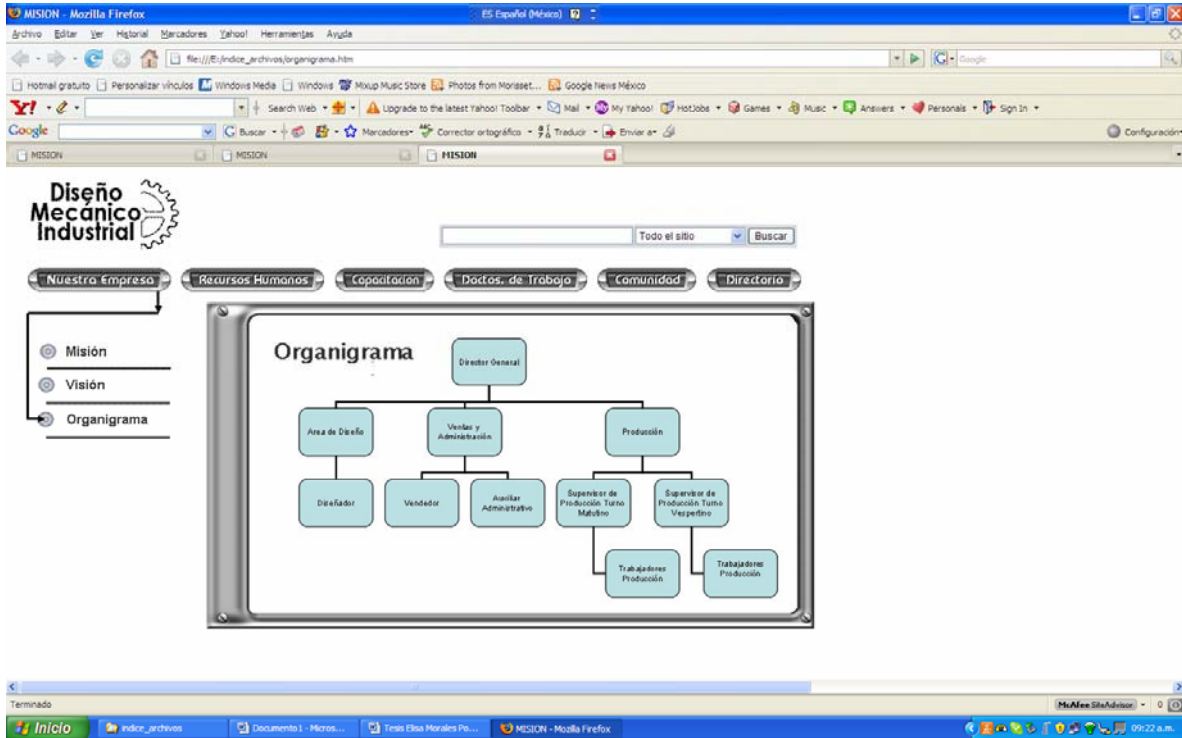 MISION - Mozilla Firefox
ES Español (México)
Archivo Editar Ver Historial Marcadores Yahoo! Herramientas Ayuda
file:///E:/indice_archivos/organigrama.htm
Google
Hotmail gratuito Personalizar vínculos Windows Media Windows Mixup Music Store Photos from Morisset... Google News México
Y! Search Web Upgrade to the latest Yahoo! Toolbar Mail My Yahoo! HotJobs Games Music Answers Personals Sign In
Google Buscar Marcadores Corrector ortográfico Traducir Enviar a Configuración
MISION MISION MISION
Diseño
Mecánico
Industrial
Todo el sitio Buscar
Nuestra Empresa Recursos Humanos Capacitacion Doctos. de Trabajo Comunidad Directorio
Misión
Visión
Organigrama
Organigrama
Director General
Area de Diseño
Ventas y
Administración
Producción
Diseñador
Vendedor
Auxiliar
Administrativo
Supervisor de
Producción Turno
Matutino
Supervisor de
Producción Turno
Vespertino
Trabajadores
Producción
Trabajadores
Producción
Terminado
McAfee SiteAdvisor
0
Inicio indice_archivos Documento1 - Micros... Tesis Elisa Morales Po... MISION - Mozilla Firefox 09:22 a.m.